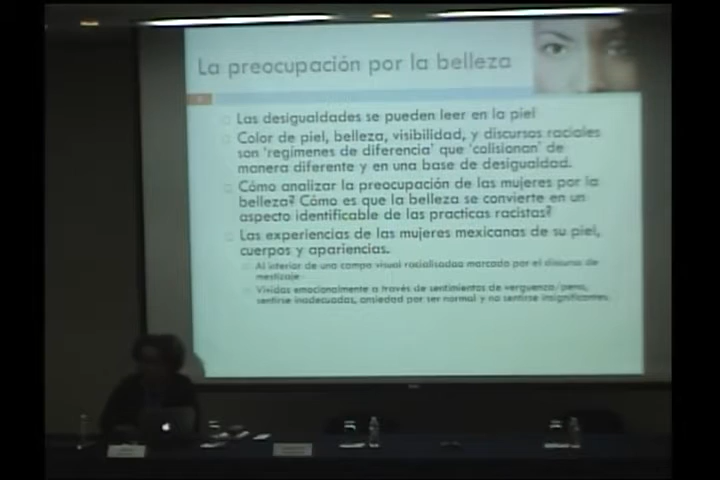 La preocupación por la belleza
Las desigualdades se pueden leer en la piel
Color de piel, belleza, visibilidad, y discursos raciales
son 'regímenes de diferencia' que 'colisionan' de
manera diferente y en una base de desigualdad.
Cómo analizar la preocupación de las mujeres por la
belleza? Cómo es que la belleza se convierte en un
aspecto identificable de las practicas racistas?
Las experiencias de las mujeres mexicanas de su piel,
cuerpos y apariencias.
Al interior de una campo visual racialisadas marcado por el discurso de
mestizaje
Vividas emocionalmente a través de sentimientos de verguenza/pena,
sentirse inadecuadas, ansiedad por ser normal y no sentirse insignificantes.